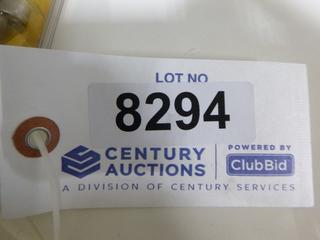 LOT NO
8294
CENTURY AUCTIONS
POWERED BY
ClubBid
A DIVISION OF CENTURY SERVICES